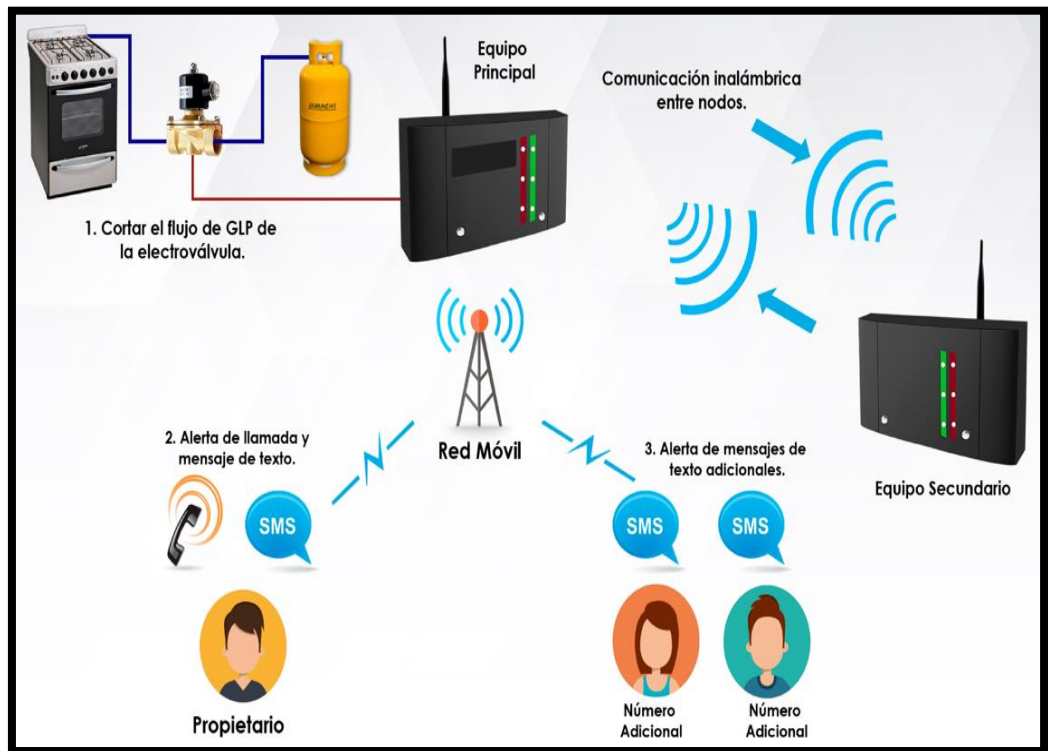 Equipo
Principal
Comunicación inalámbrica
entre nodos.
DURAGAS
1. Cortar el flujo de GLP de
la electroválvula.
Red Móvil
2. Alerta de llamada y
mensaje de texto.
3. Alerta de mensajes de
texto adicionales.
Equipo Secundario
SMS
SMS
SMS
Propietario
Número
Adicional
Número
Adicional